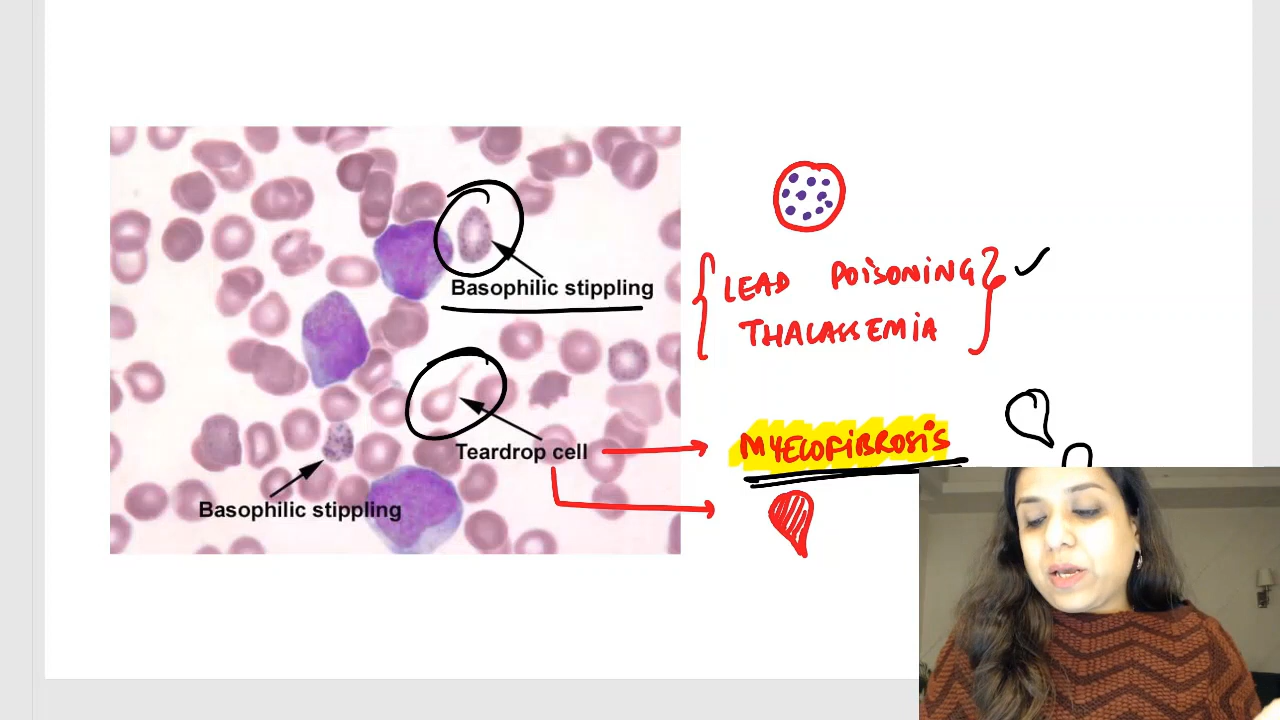 Basophilic stippling
Teardrop cell
Basophilic stippling
LEAD POISONING
THALASSEMIA
MYELOFIBROSIS